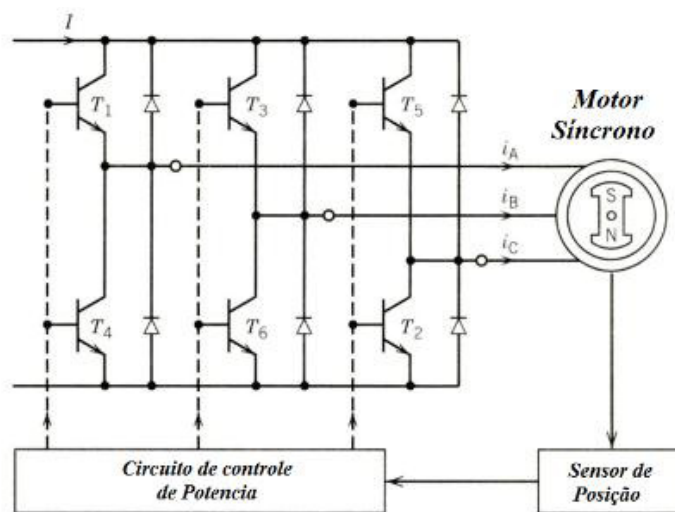 I
T1
T3
T5
Motor
Síncrono
iA
iB
iC
S
N
T4
T6
T2
Circuito de controle
de Potencia
Sensor de
Posição